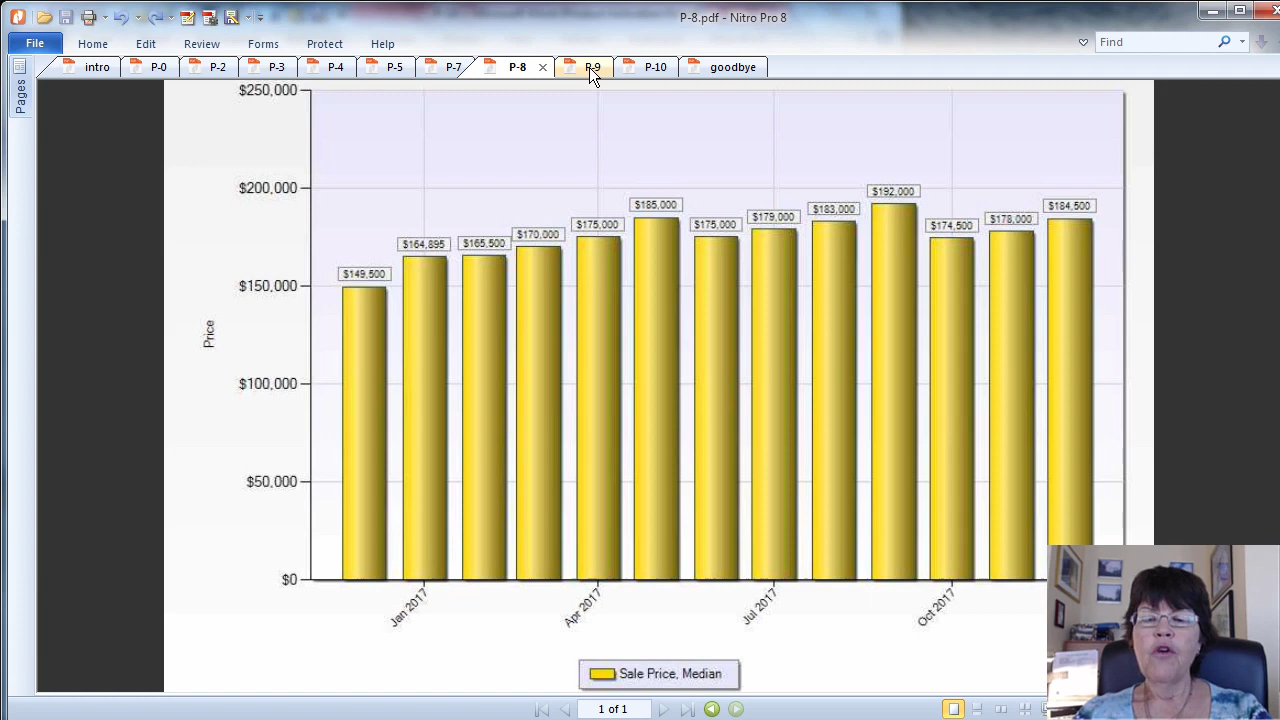 P-8.pdf - Nitro Pro 8
File Home Edit Review Forms Protect Help Find
intro P-0 P-2 P-3 P-4 P-5 P-7 P-8 P-9 P-10 goodbye
Pages
$250,000
$200,000
$150,000
$100,000
$50,000
$0
Price
$149,500
$164,895
$165,500
$170,000
$175,000
$185,000
$175,000
$179,000
$183,000
$192,000
$174,500
$178,000
$184,500
Jan 2017
Apr 2017
Jul 2017
Oct 2017
Sale Price, Median
1 of 1